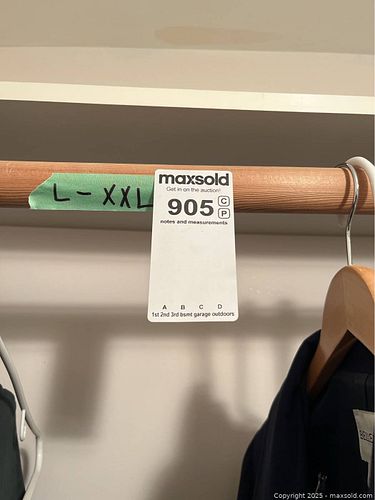 L - XXL
maxsold
Get in on the auction!
905 C
P
notes and measurements
A B C D
1st 2nd 3rd bsmt garage outdoors
Copyright 2025 - maxsold.com